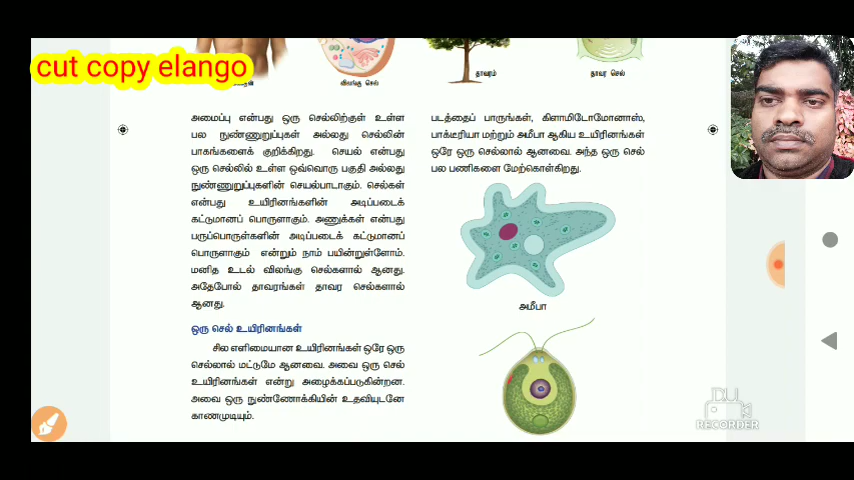 cut copy elango
விலங்கு செல்
தாவரம்
தாவர செல்
அமைப்பு என்பது ஒரு செல்லிற்குள் உள்ள
பல நுண்ணுறுப்புகள் அல்லது செல்லின்
பாகங்களைக் குறிக்கிறது. செயல் என்பது
ஒரு செல்லில் உள்ள ஒவ்வொரு பகுதி அல்லது
நுண்ணுறுப்புகளின் செயல்பாடாகும். செல்கள்
என்பது உயிரினங்களின் அடிப்படைக்
கட்டுமானப் பொருளாகும். அணுக்கள் என்பது
பருப்பொருள்களின் அடிப்படைக் கட்டுமானப்
பொருளாகும் என்றும் நாம் பயின்றுள்ளோம்.
மனித உடல் விலங்கு செல்களால் ஆனது.
அதேபோல் தாவரங்கள் தாவர செல்களால்
ஆனது.
ஒரு செல் உயிரினங்கள்
சில எளிமையான உயிரினங்கள் ஒரே ஒரு
செல்லால் மட்டுமே ஆனவை. அவை ஒரு செல்
உயிரினங்கள் என்று அழைக்கப்படுகின்றன.
அவை ஒரு நுண்ணோக்கியின் உதவியுடனே
காணமுடியும்.
படத்தைப் பாருங்கள், கிளாமிடோமோனாஸ்,
பாக்டீரியா மற்றும் அமீபா ஆகிய உயிரினங்கள்
ஒரே ஒரு செல்லால் ஆனவை. அந்த ஒரு செல்
பல பணிகளை மேற்கொள்கிறது.
அமீபா
DU
RECORDER